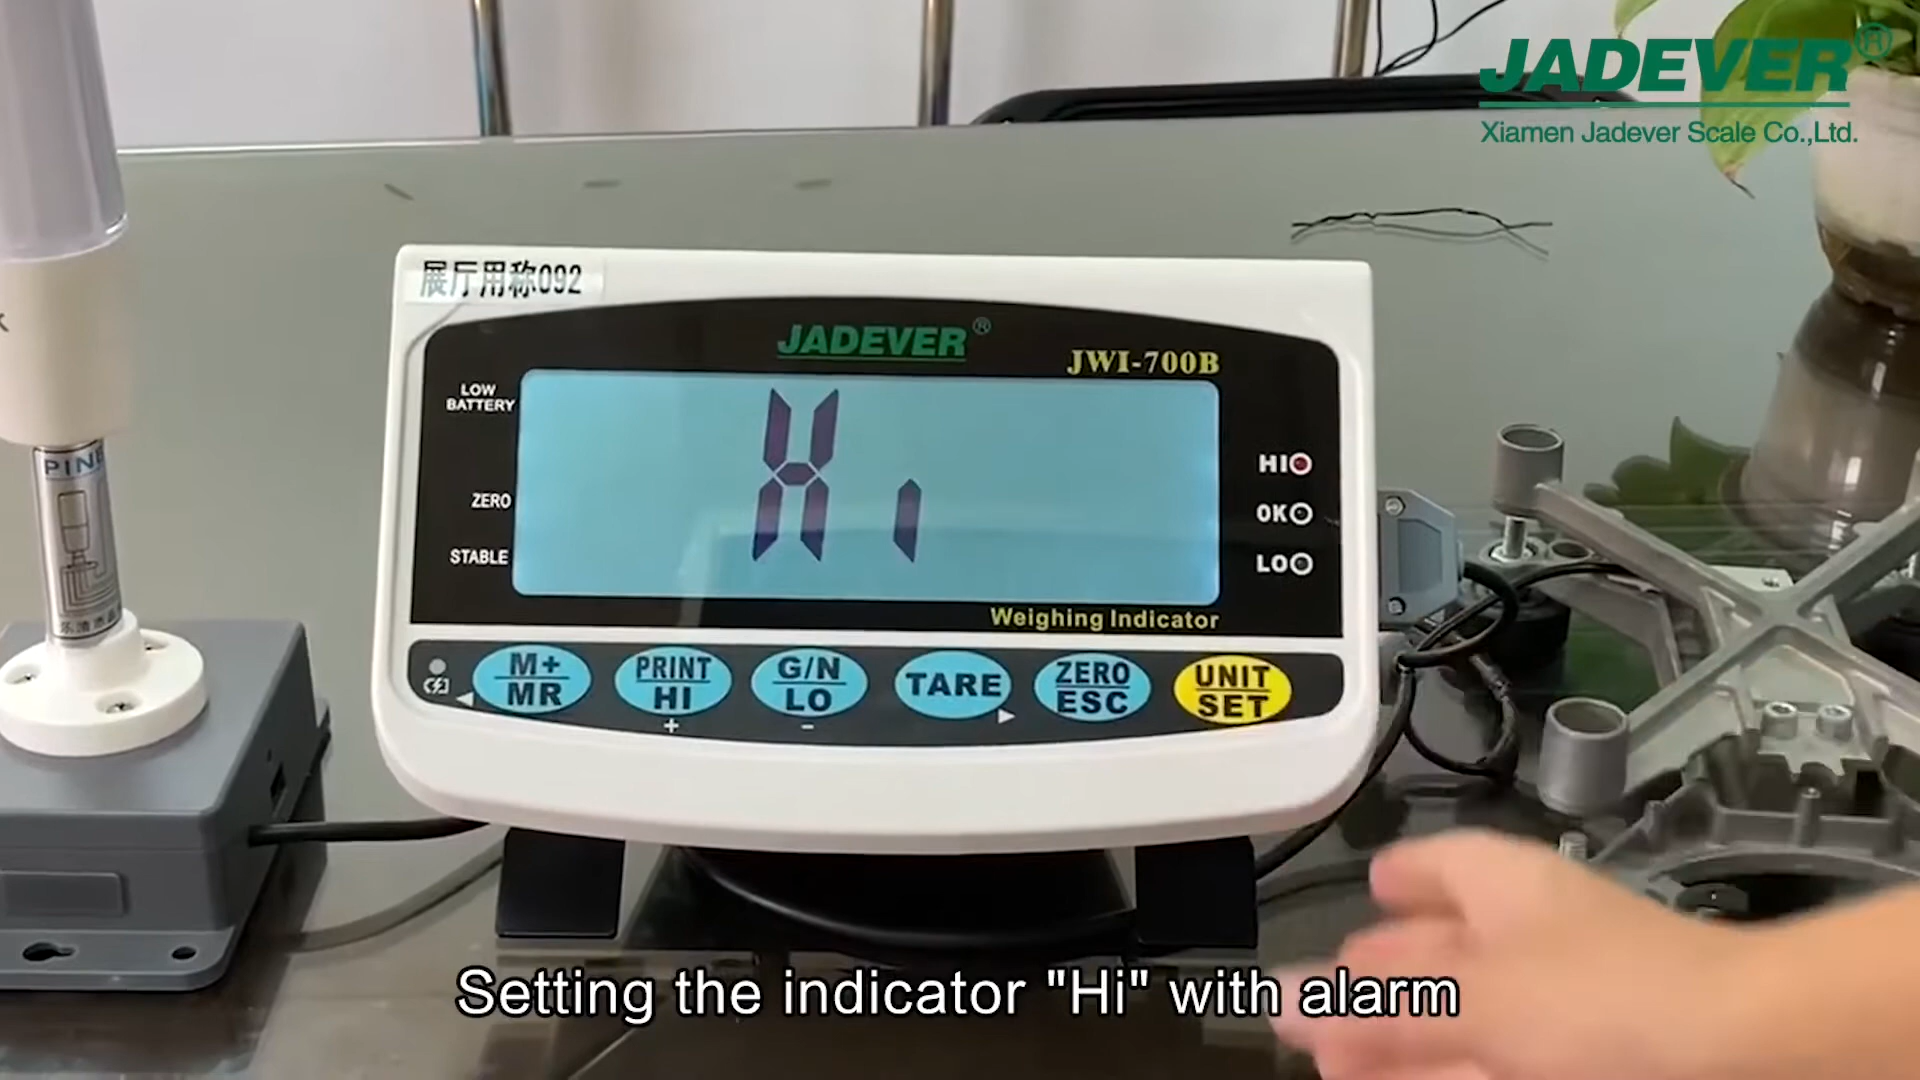 JADEVER®
Xiamen Jadever Scale Co.,Ltd.
展厅用称092
JADEVER®
JWI-700B
LOW
BATTERY
ZERO
STABLE
Hi
HI
OK
LO
Weighing Indicator
M+
MR
PRINT
HI
+
G/N
LO
-
TARE
ZERO
ESC
UNIT
SET
PINE
Setting the indicator "Hi" with alarm